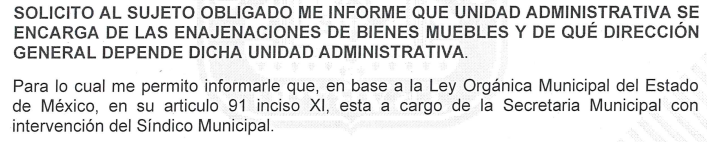 SOLICITO AL SUJETO OBLIGADO ME INFORME QUE UNIDAD ADMINISTRATIVA SE
ENCARGA DE LAS ENAJENACIONES DE BIENES MUEBLES Y DE QUÉ DIRECCIÓN
GENERAL DEPENDE DICHA UNIDAD ADMINISTRATIVA.
Para lo cual me permito informarle que, en base a la Ley Orgánica Municipal del Estado
de México, en su articulo 91 inciso XI, esta a cargo de la Secretaria Municipal con
intervención del Síndico Municipal.